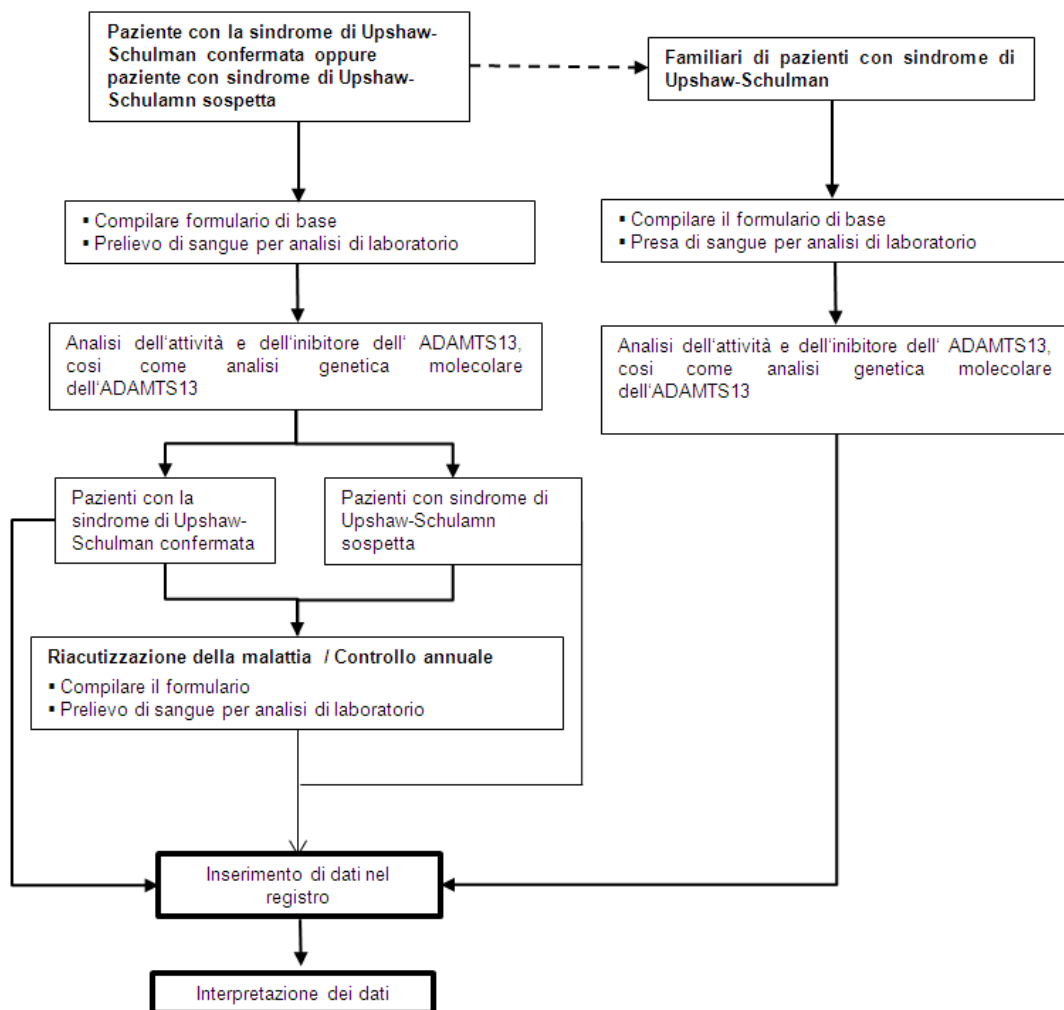 Paziente con la sindrome di Upshaw-
Schulman confermata oppure
paziente con sindrome di Upshaw-
Schulamn sospetta
Familiari di pazienti con sindrome di
Upshaw-Schulman
▪ Compilare formulario di base
▪ Prelievo di sangue per analisi di laboratorio
▪ Compilare il formulario di base
▪ Presa di sangue per analisi di laboratorio
Analisi dell'attività e dell'inibitore dell' ADAMTS13,
cosi come analisi genetica molecolare
dell'ADAMTS13
Analisi dell'attività e dell'inibitore dell' ADAMTS13,
cosi come analisi genetica molecolare
dell'ADAMTS13
Pazienti con la
sindrome di Upshaw-
Schulman confermata
Pazienti con sindrome di
Upshaw-Schulamn
sospetta
Riacutizzazione della malattia / Controllo annuale
▪ Compilare il formulario
▪ Prelievo di sangue per analisi di laboratorio
Inserimento di dati nel
registro
Interpretazione dei dati